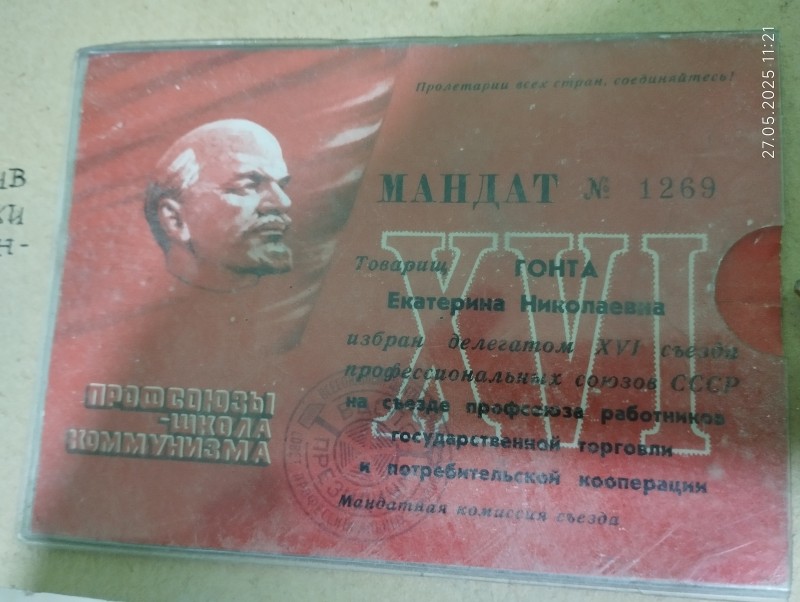 27.05.2025 11:21
Пролетарии всех стран, соединяйтесь!
МАНДАТ № 1269
XVI
Товарищ ГОНТА
Екатерина Николаевна
избран делегатом XVI съезда
профессиональных союзов СССР
на съезде профсоюза работников
государственной торговли
и потребительской кооперации
Мандатная комиссия съезда
ПРОФСОЮЗЫ
-ШКОЛА
КОММУНИЗМА